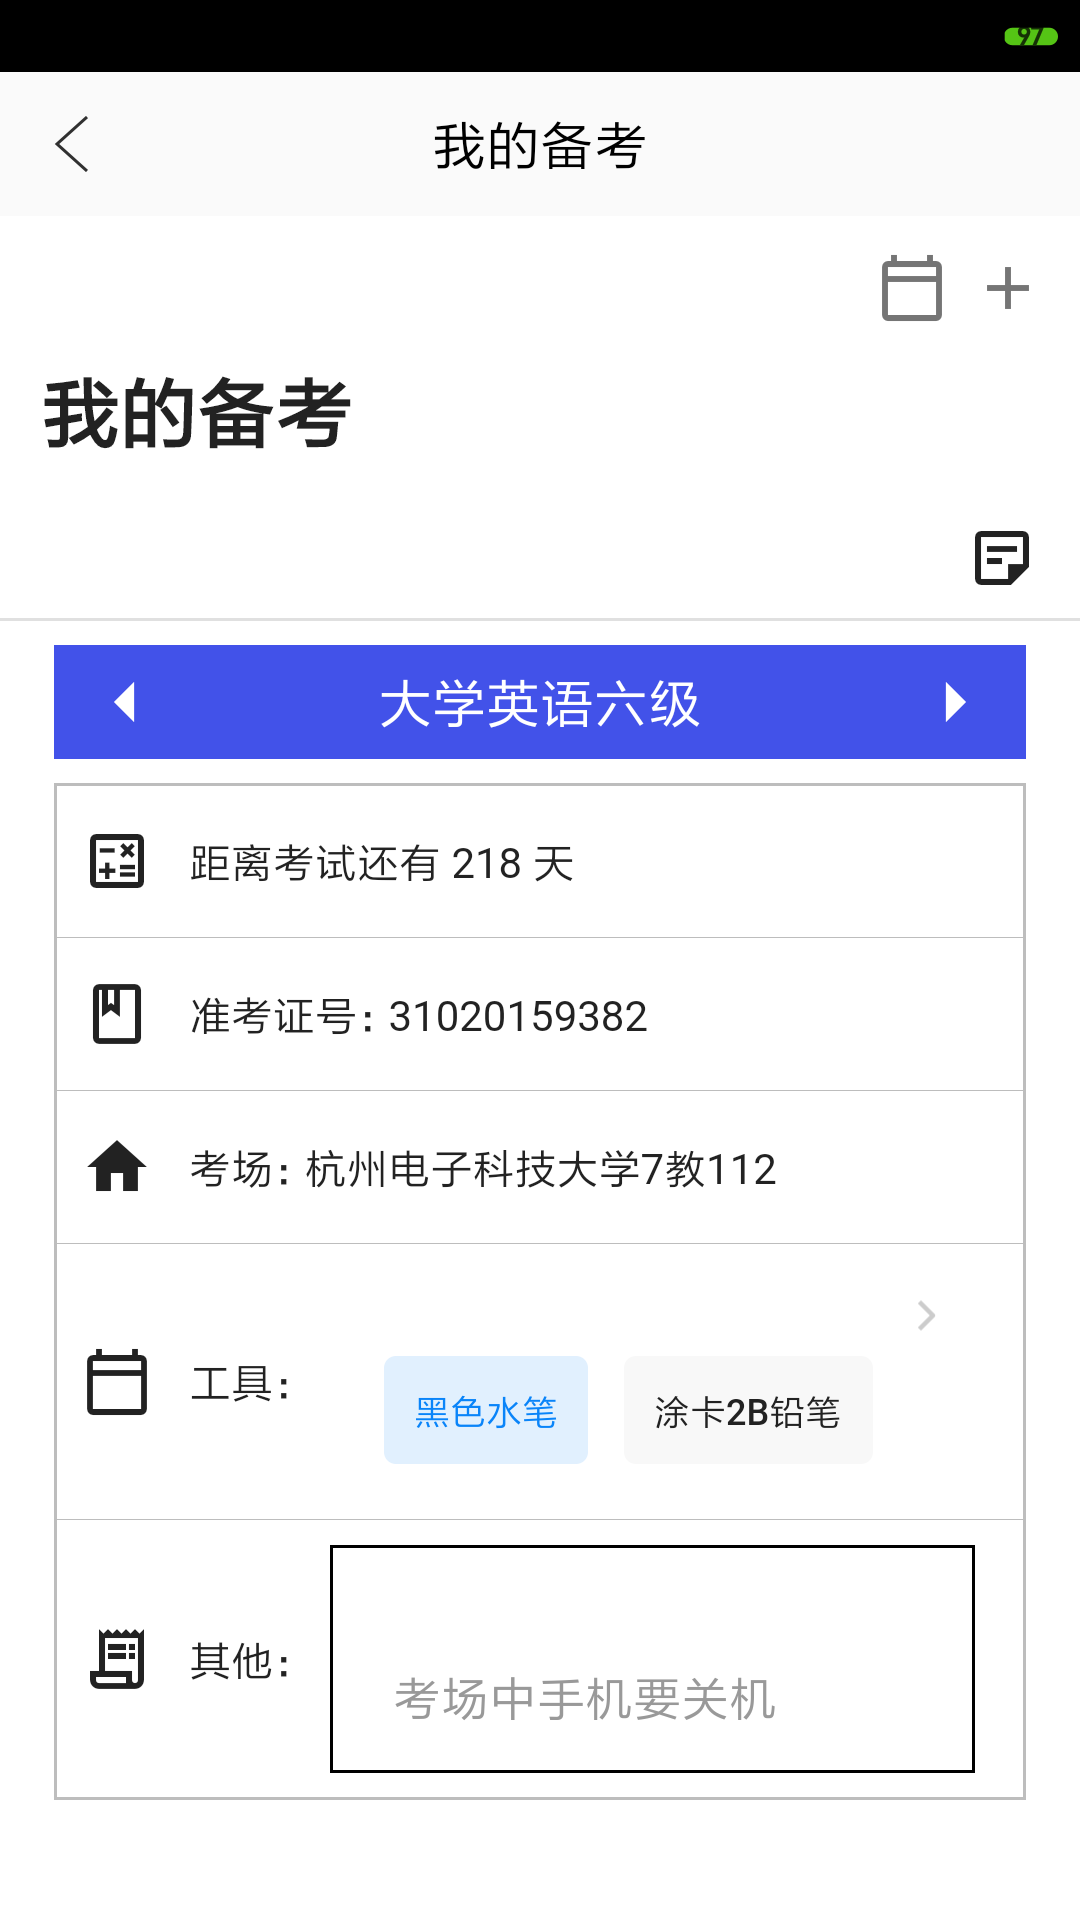 97
我的备考
我的备考
大学英语六级
距离考试还有 218 天
准考证号: 31020159382
考场: 杭州电子科技大学7教112
工具:
黑色水笔 涂卡2B铅笔
其他:
考场中手机要关机